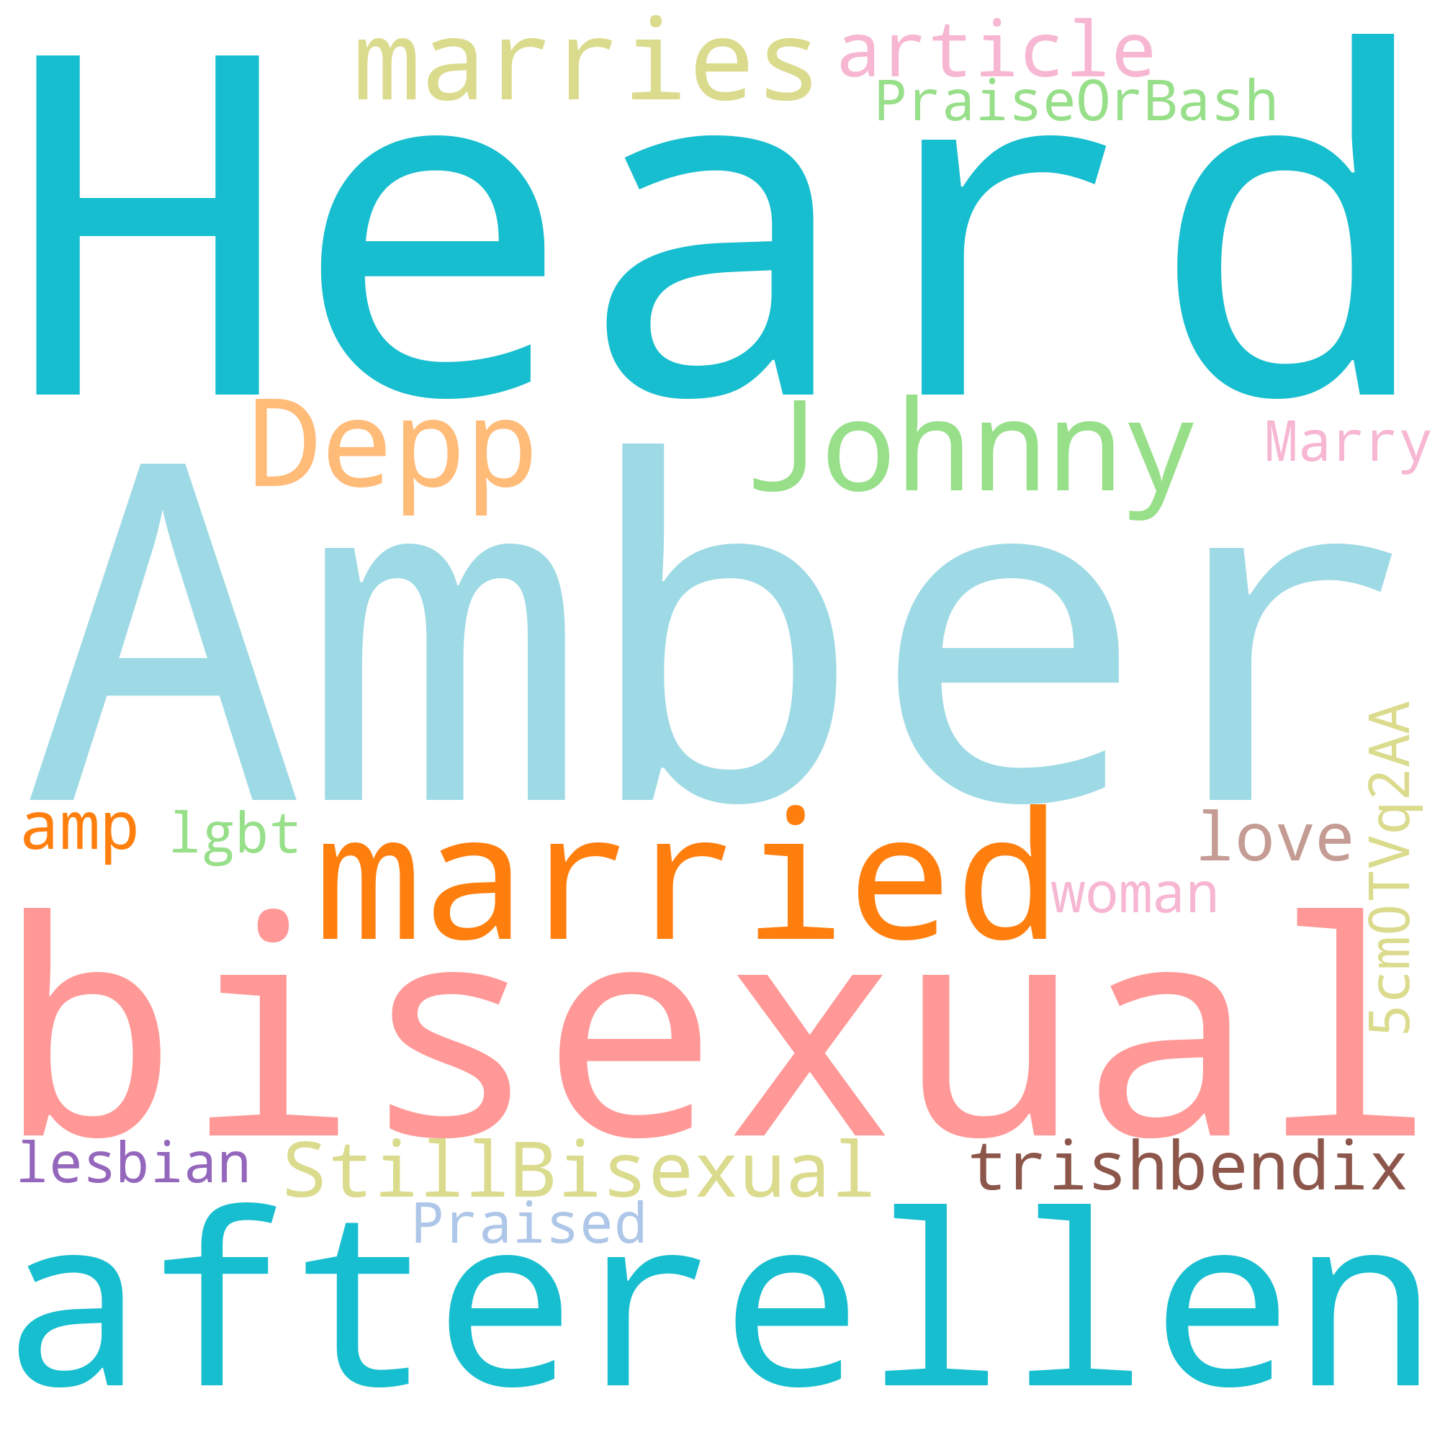 marries article
PraiseOrBash
Heard
Depp Johnny Marry
Amber
5cmOTVq2AA
amp lgbt married love
woman
bisexual
lesbian StillBisexual trishbendix
Praised
afterellen